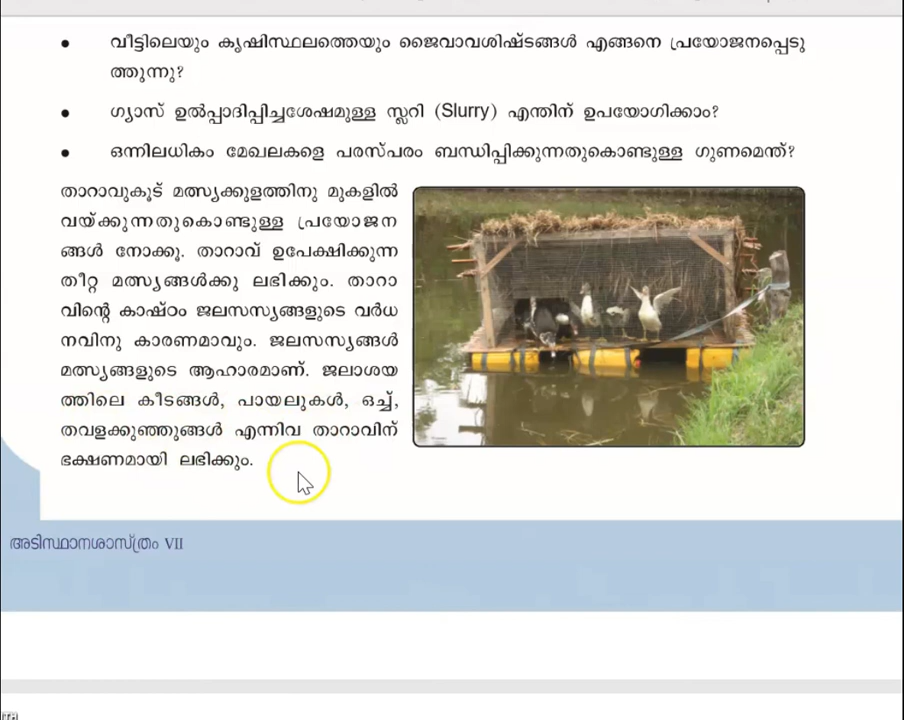 • വീട്ടിലെയും കൃഷിസ്ഥലത്തെയും ജൈവാവശിഷ്ടങ്ങൾ എങ്ങനെ പ്രയോജനപ്പെടു
ത്തുന്നു?
• ഗ്യാസ് ഉൽപ്പാദിപ്പിച്ചശേഷമുള്ള സ്ലറി (Slurry) എന്തിന് ഉപയോഗിക്കാം?
• ഒന്നിലധികം മേഖലകളെ പരസ്പരം ബന്ധിപ്പിക്കുന്നതുകൊണ്ടുള്ള ഗുണമെന്ത്?
താറാവുകൂട് മത്സ്യക്കുളത്തിനു മുകളിൽ
വയ്ക്കുന്നതുകൊണ്ടുള്ള പ്രയോജന
ങ്ങൾ നോക്കൂ. താറാവ് ഉപേക്ഷിക്കുന്ന
തീറ്റ മത്സ്യങ്ങൾക്കു ലഭിക്കും. താറാ
വിന്റെ കാഷ്ഠം ജലസസ്യങ്ങളുടെ വർധ
നവിനു കാരണമാവും. ജലസസ്യങ്ങൾ
മത്സ്യങ്ങളുടെ ആഹാരമാണ്. ജലാശയ
ത്തിലെ കീടങ്ങൾ, പായലുകൾ, ഒച്ച്,
തവളക്കുഞ്ഞുങ്ങൾ എന്നിവ താറാവിന്
ഭക്ഷണമായി ലഭിക്കും.
അടിസ്ഥാനശാസ്ത്രം VII